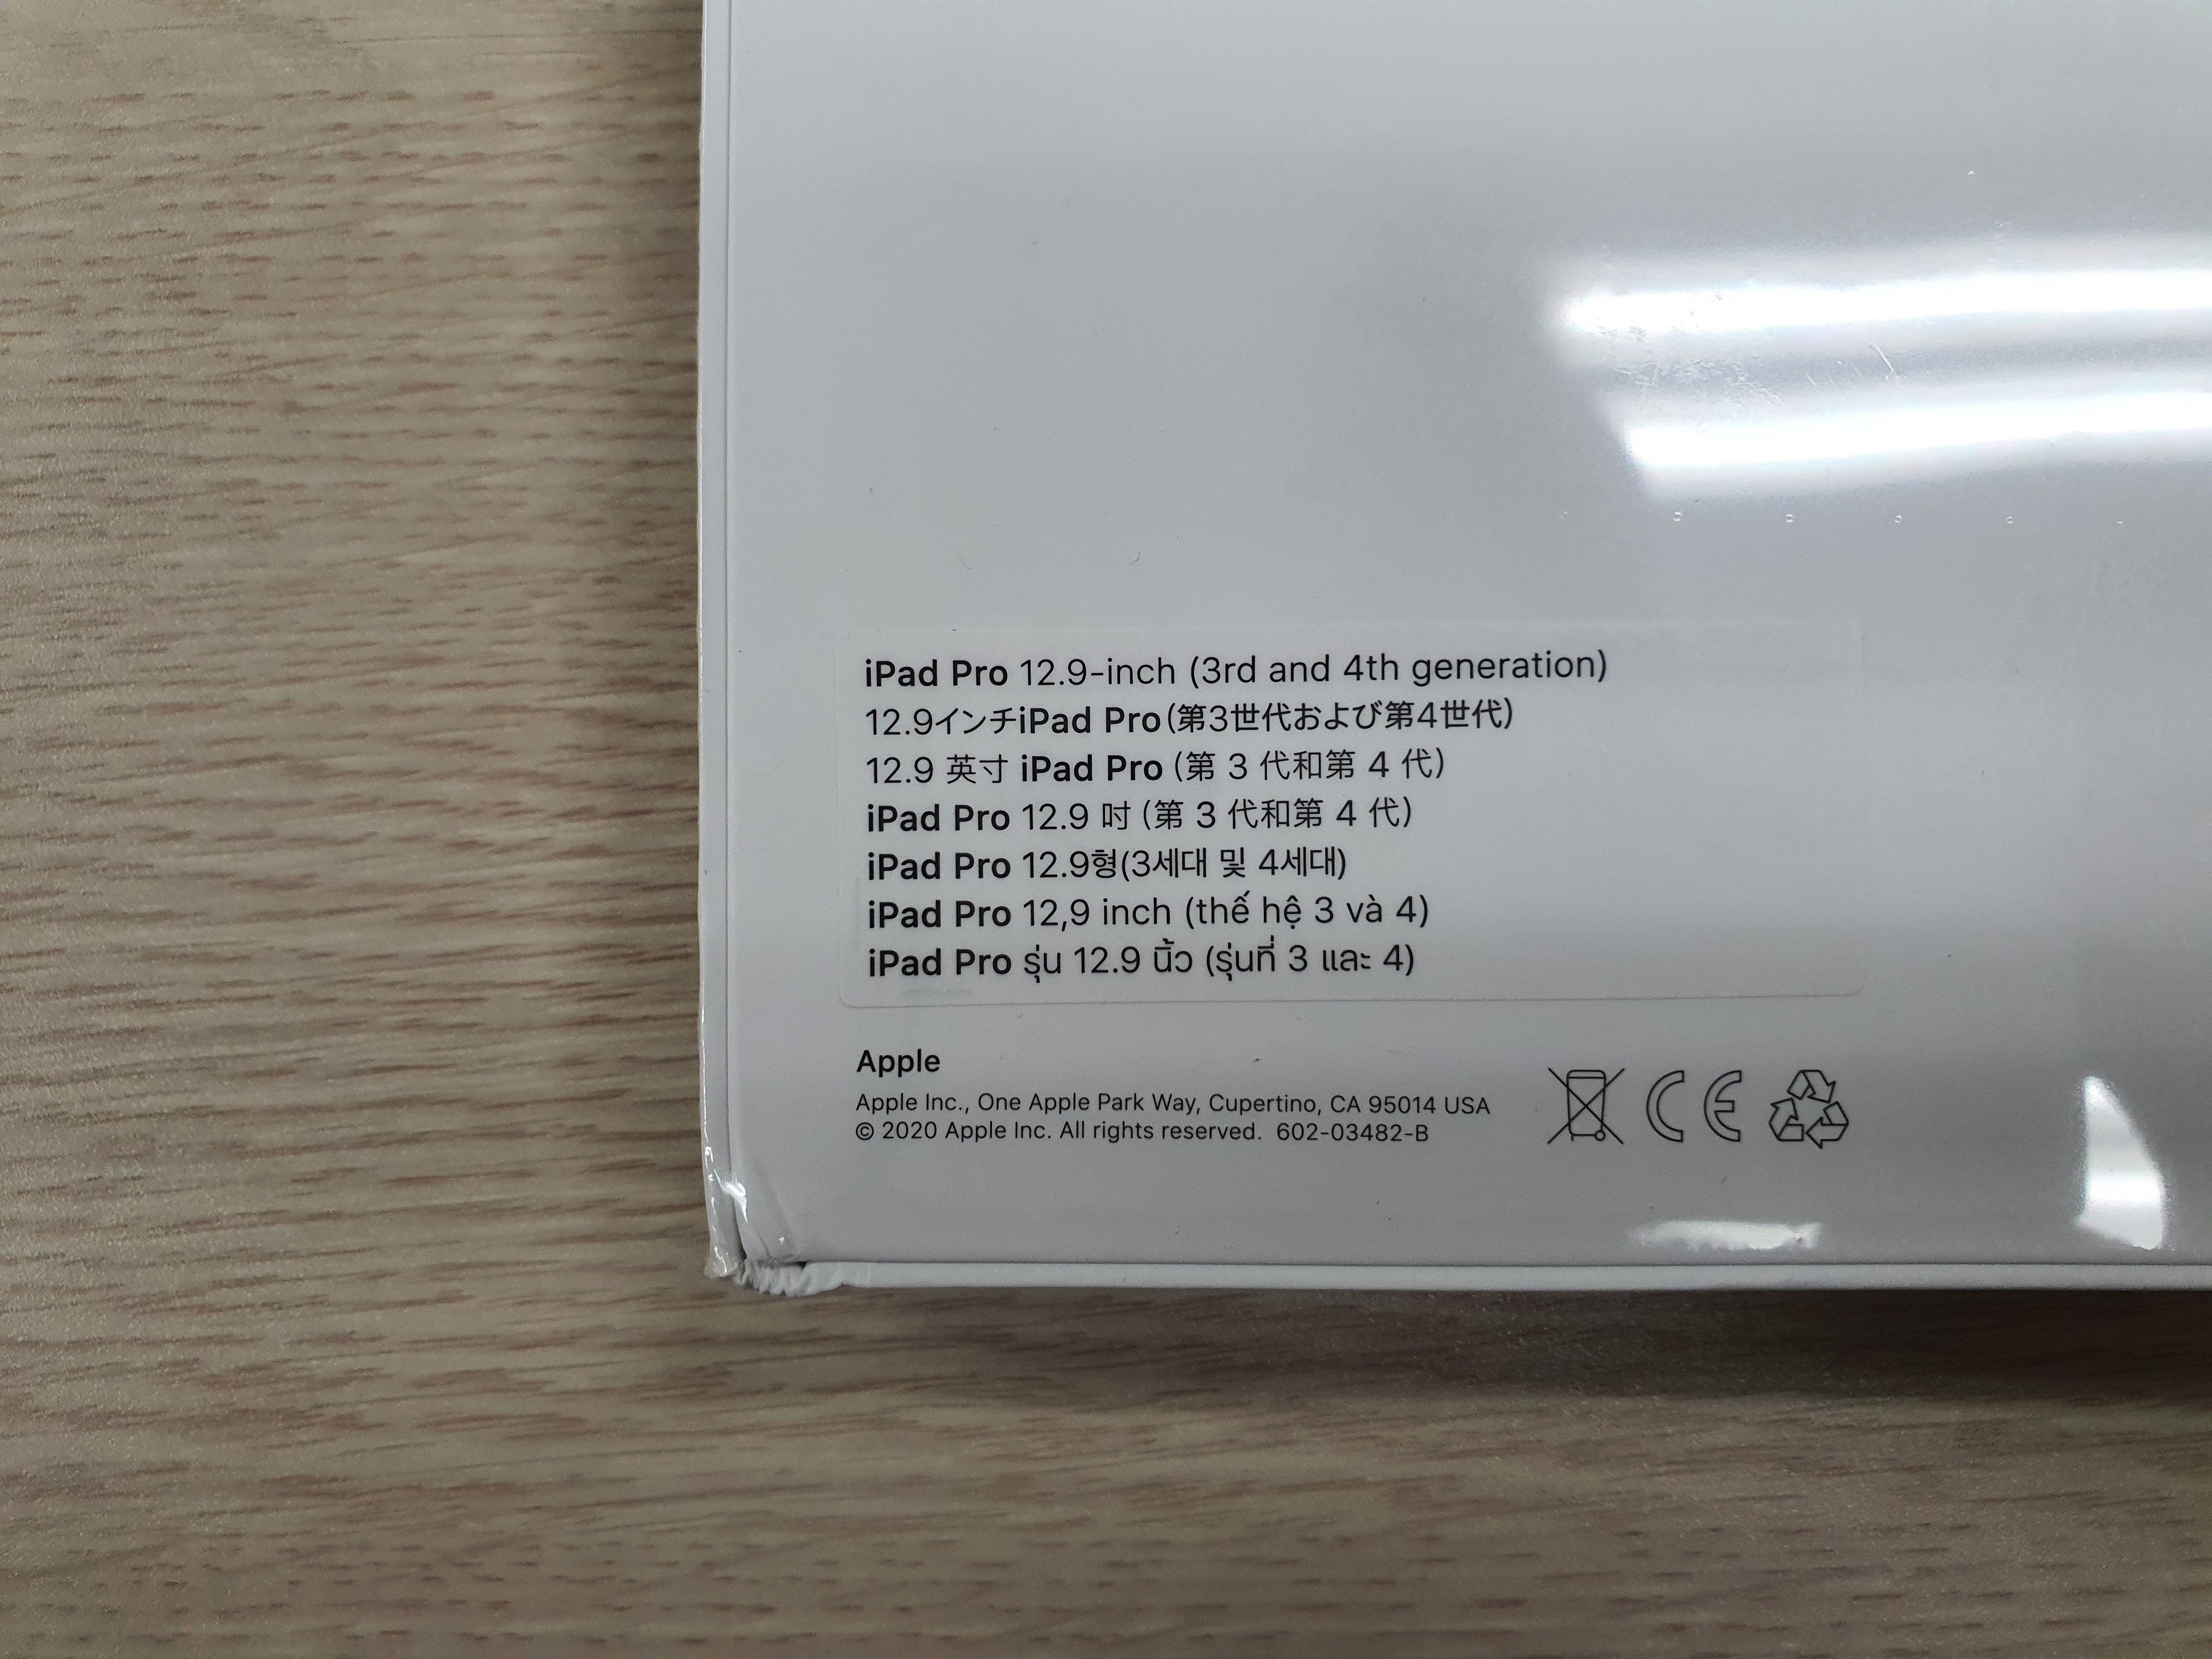 iPad Pro 12.9-inch (3rd and 4th generation)
12.9インチiPad Pro(第3世代および第4世代)
12.9 英寸 iPad Pro (第 3 代和第 4 代)
iPad Pro 12.9 吋 (第 3 代和第 4 代)
iPad Pro 12.9형(3세대 및 4세대)
iPad Pro 12,9 inch (thế hệ 3 và 4)
iPad Pro รุ่น 12.9 นิ้ว (รุ่นที่ 3 และ 4)
Apple
Apple Inc., One Apple Park Way, Cupertino, CA 95014 USA
© 2020 Apple Inc. All rights reserved. 602-03482-B
CE